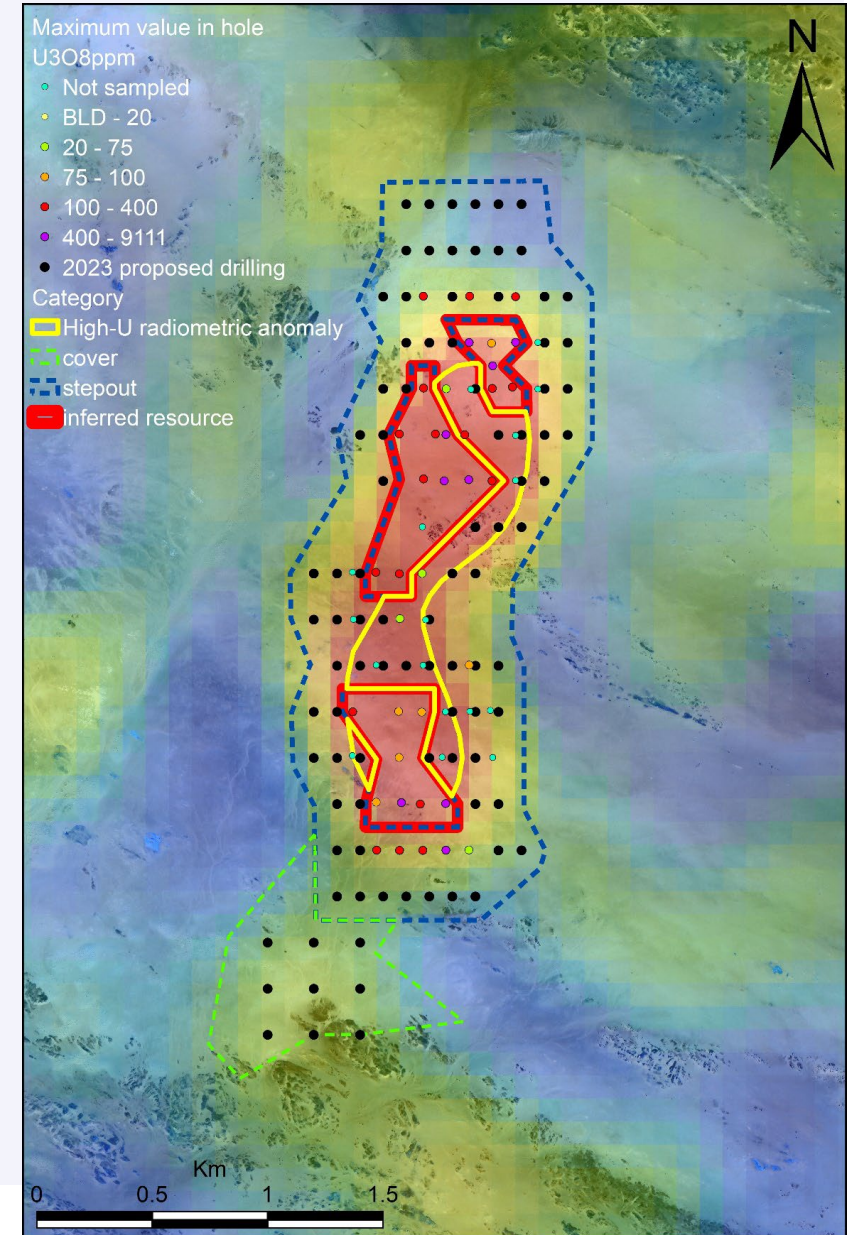 Maximum value in hole
U3O8ppm
Not sampled
BLD - 20
20 - 75
75 - 100
100 - 400
400 - 9111
2023 proposed drilling
Category
High-U radiometric anomaly
cover
stepout
inferred resource
N
Km
0 0.5 1 1.5